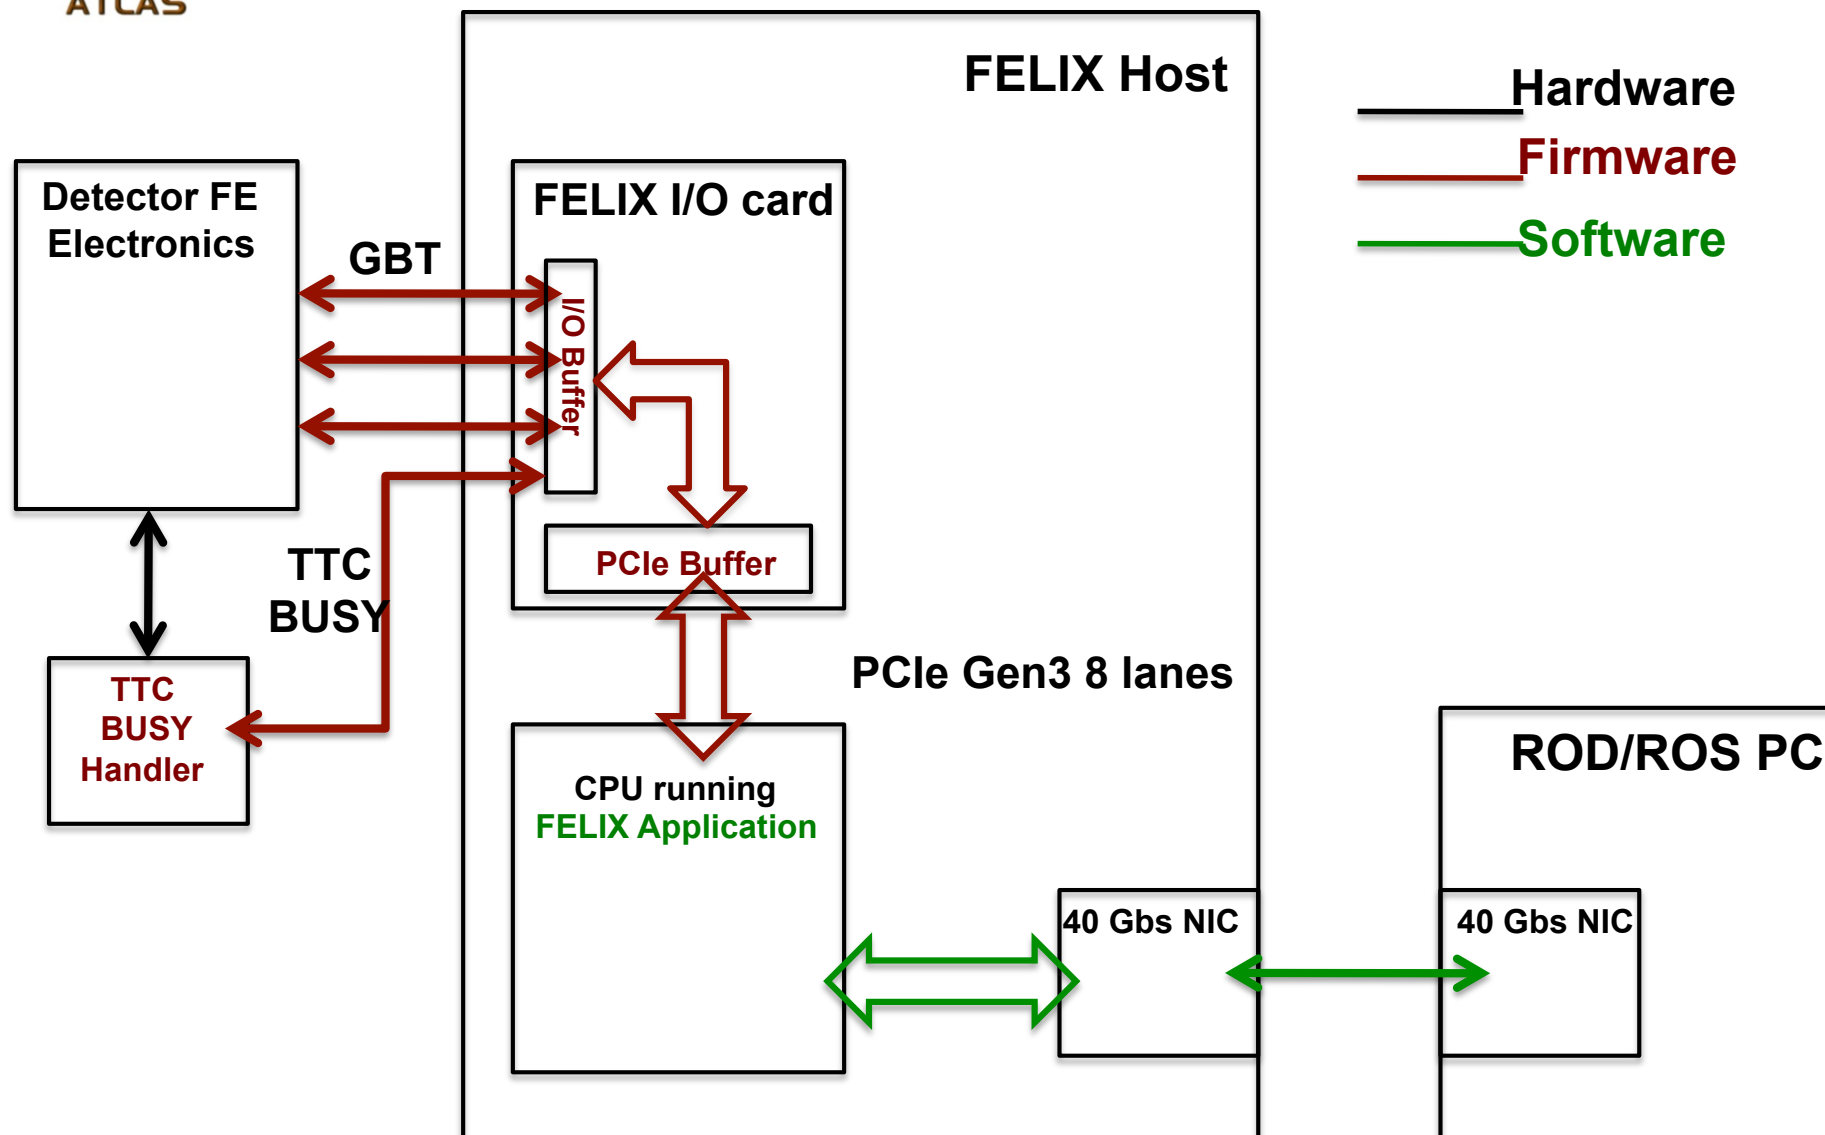 ATLAS
FELIX Host
Hardware
Firmware
Software
Detector FE
Electronics
GBT
FELIX I/O card
I/O Buffer
PCIe Buffer
TTC
BUSY
TTC
BUSY
Handler
PCIe Gen3 8 lanes
CPU running
FELIX Application
40 Gbs NIC
ROD/ROS PC
40 Gbs NIC